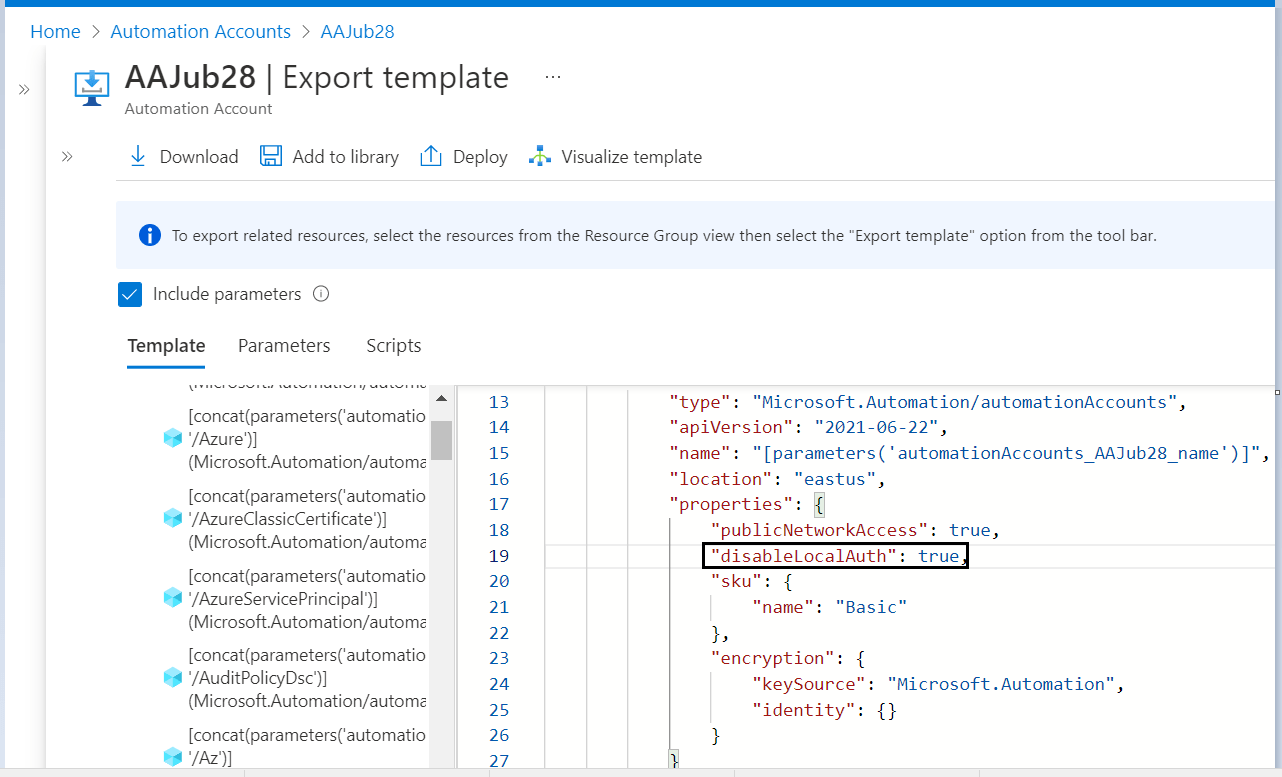 Home > Automation Accounts > AAJub28
AAJub28 | Export template ...
Automation Account
Download Add to library Deploy Visualize template
To export related resources, select the resources from the Resource Group view then select the "Export template" option from the tool bar.
Include parameters
Template Parameters Scripts
(Microsoft.Automation/automa
[concat(parameters('automatio
'/Azure')]
(Microsoft.Automation/automa
[concat(parameters('automatio
'/AzureClassicCertificate')]
(Microsoft.Automation/automa
[concat(parameters('automatio
'/AzureServicePrincipal')]
(Microsoft.Automation/automa
[concat(parameters('automatio
'/AuditPolicyDsc')]
(Microsoft.Automation/automa
[concat(parameters('automatio
'/Az')]
13 "type": "Microsoft.Automation/automationAccounts",
14 "apiVersion": "2021-06-22",
15 "name": "[parameters('automationAccounts_AAJub28_name')]",
16 "location": "eastus",
17 "properties": {
18 "publicNetworkAccess": true,
19 "disableLocalAuth": true,
20 "sku": {
21 "name": "Basic"
22 },
23 "encryption": {
24 "keySource": "Microsoft.Automation",
25 "identity": {}
26 }
27 }